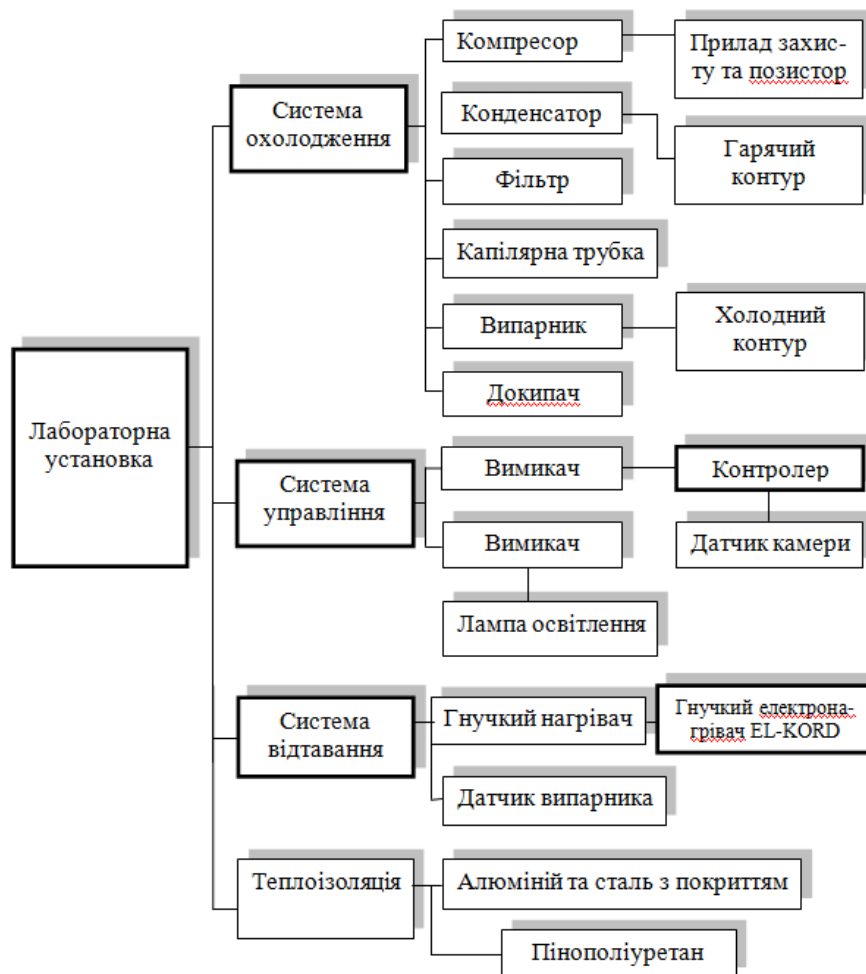 Компресор
Прилад захис-
ту та позистор
Система
охолодження
Конденсатор
Гарячий
контур
Фільтр
Капілярна трубка
Випарник
Холодний
контур
Докипач
Лабораторна
установка
Система
управління
Вимикач
Контролер
Вимикач
Датчик камери
Лампа освітлення
Система
відтавання
Гнучкий нагрівач
Гнучкий електрона-
грівач EL-KORD
Датчик випарника
Теплоізоляція
Алюміній та сталь з покриттям
Пінополіуретан